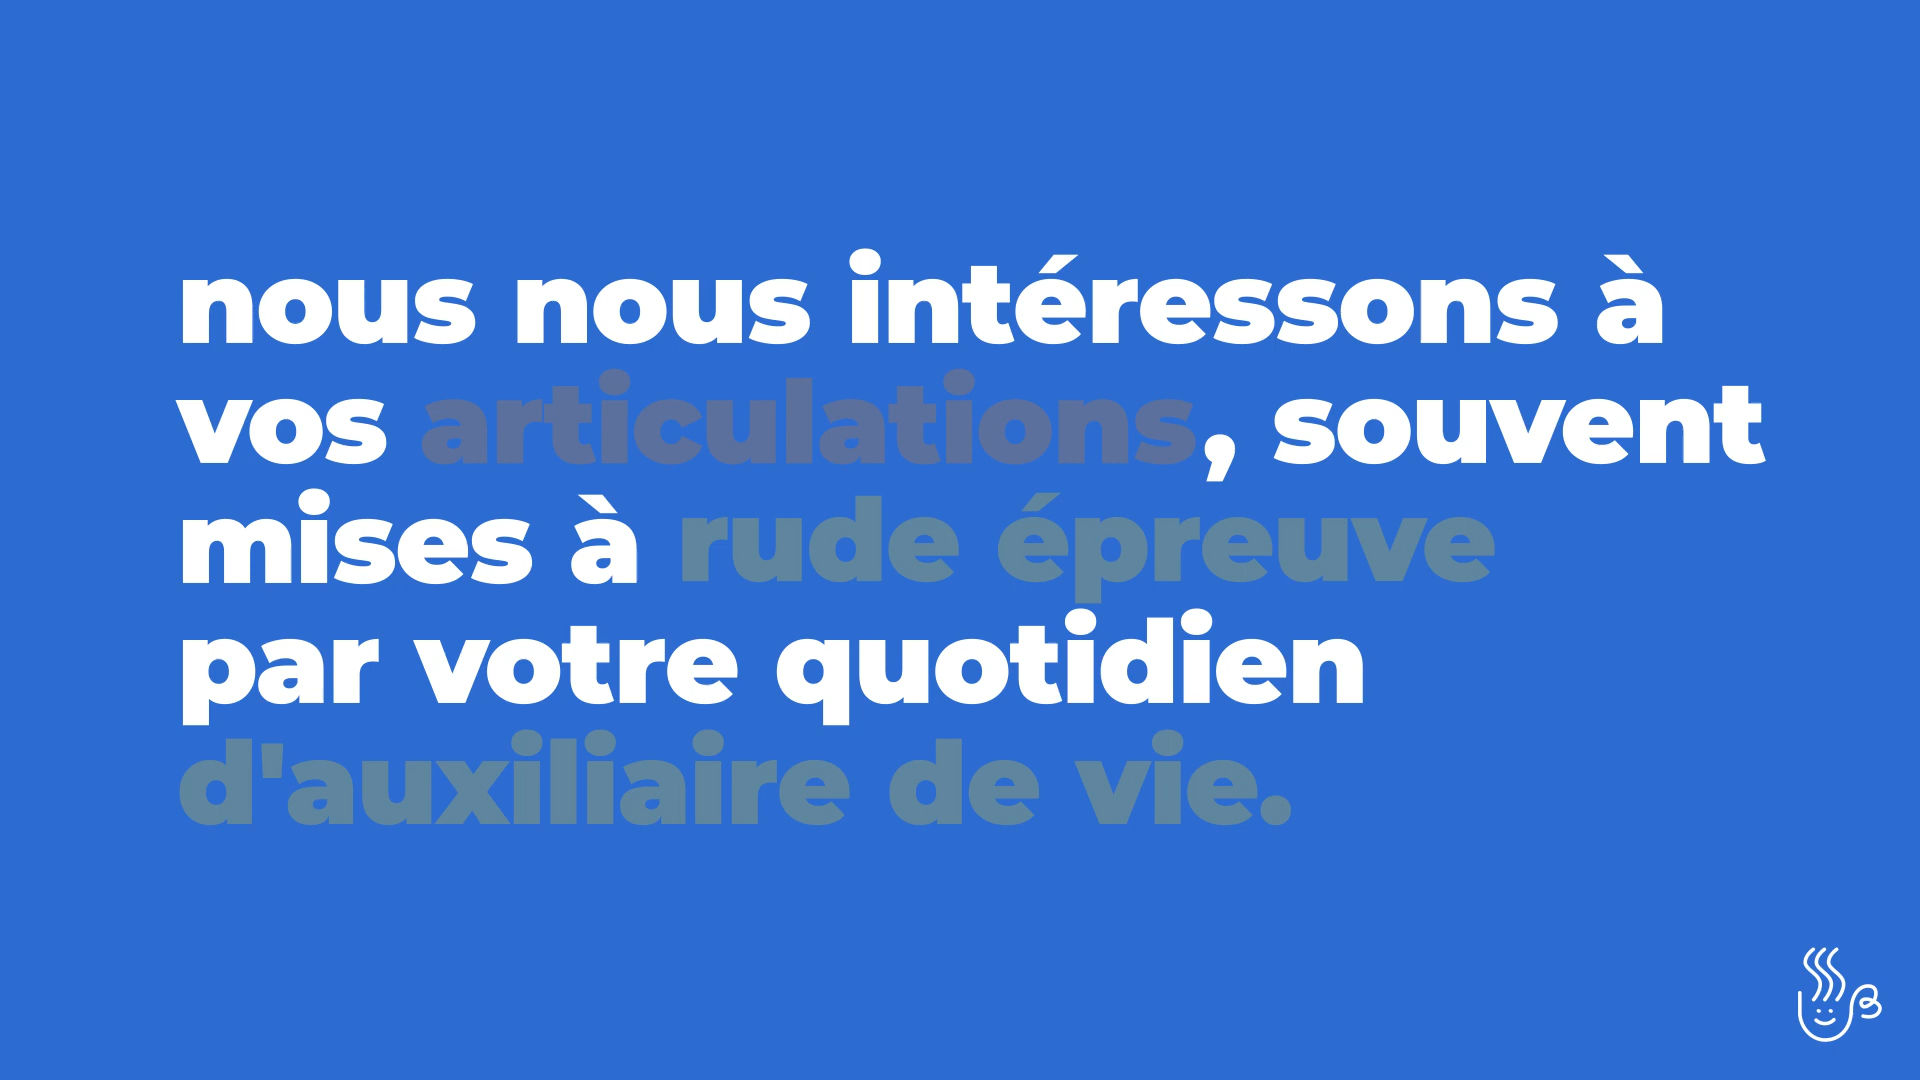 nous nous intéressons à
vos articulations, souvent
mises à rude épreuve
par votre quotidien
d'auxiliaire de vie.